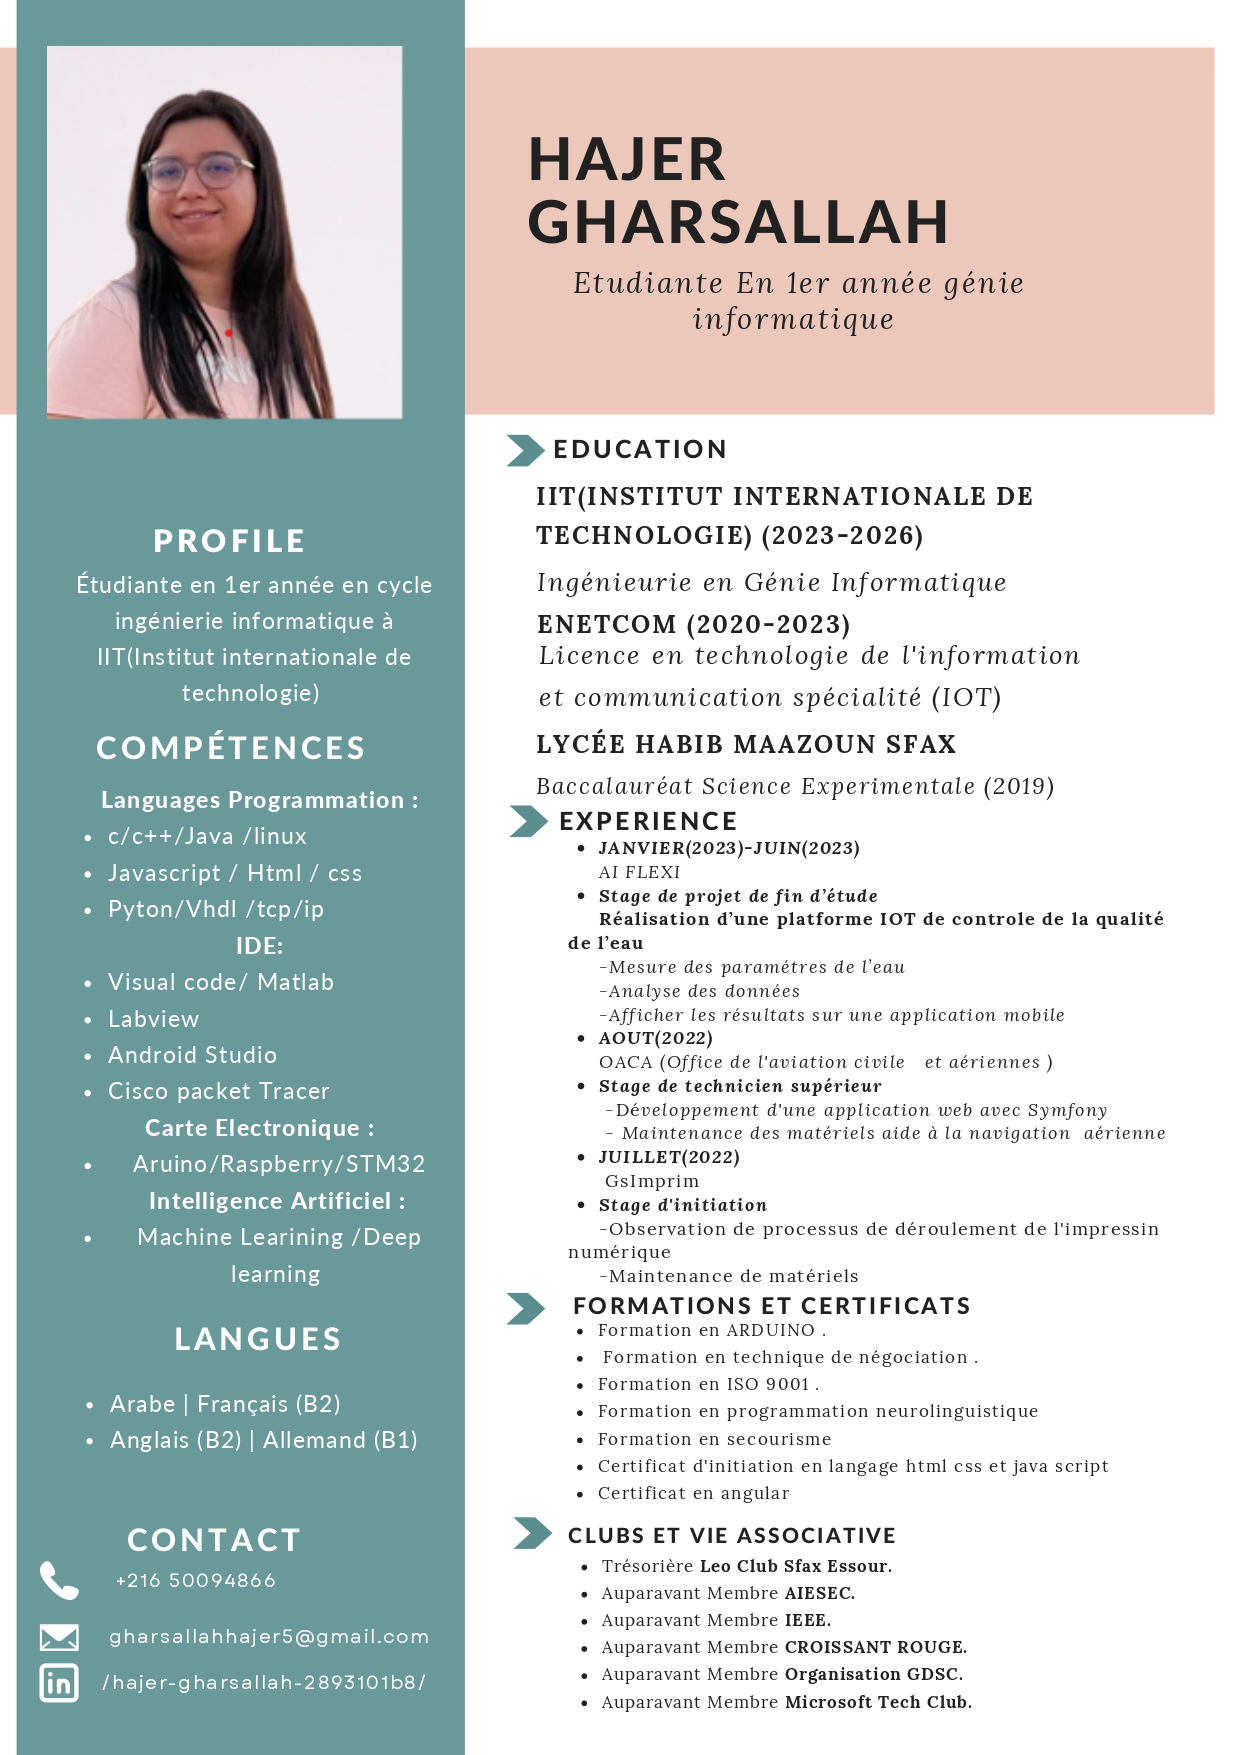 HAJER
GHARSALLAH
Etudiante En 1er année génie
informatique
PROFILE
Étudiante en 1er année en cycle
ingénierie informatique à
IIT(Institut internationale de
technologie)
COMPÉTENCES
Languages Programmation :
• c/c++/Java /linux
• Javascript / Html / css
• Pyton/Vhdl /tcp/ip
IDE:
• Visual code/ Matlab
• Labview
• Android Studio
• Cisco packet Tracer
Carte Electronique :
• Aruino/Raspberry/STM32
Intelligence Artificiel :
• Machine Learining /Deep
learning
LANGUES
• Arabe | Français (B2)
• Anglais (B2) | Allemand (B1)
CONTACT
+216 50094866
gharsallahhajer5@gmail.com
/hajer-gharsallah-2893101b8/
EDUCATION
IIT(INSTITUT INTERNATIONALE DE
TECHNOLOGIE) (2023-2026)
Ingénieurie en Génie Informatique
ENETCOM (2020-2023)
Licence en technologie de l'information
et communication spécialité (IOT)
LYCÉE HABIB MAAZOUN SFAX
Baccalauréat Science Experimentale (2019)
EXPERIENCE
• JANVIER(2023)-JUIN(2023)
AI FLEXI
• Stage de projet de fin d’étude
Réalisation d’une platforme IOT de controle de la qualité
de l’eau
-Mesure des paramétres de l’eau
-Analyse des données
-Afficher les résultats sur une application mobile
• AOUT(2022)
OACA (Office de l'aviation civile et aériennes )
• Stage de technicien supérieur
-Développement d'une application web avec Symfony
- Maintenance des matériels aide à la navigation aérienne
• JUILLET(2022)
GsImprim
• Stage d'initiation
-Observation de processus de déroulement de l'impressin
numérique
-Maintenance de matériels
FORMATIONS ET CERTIFICATS
• Formation en ARDUINO .
• Formation en technique de négociation .
• Formation en ISO 9001 .
• Formation en programmation neurolinguistique
• Formation en secourisme
• Certificat d'initiation en langage html css et java script
• Certificat en angular
CLUBS ET VIE ASSOCIATIVE
• Trésorière Leo Club Sfax Essour.
• Auparavant Membre AIESEC.
• Auparavant Membre IEEE.
• Auparavant Membre CROISSANT ROUGE.
• Auparavant Membre Organisation GDSC.
• Auparavant Membre Microsoft Tech Club.